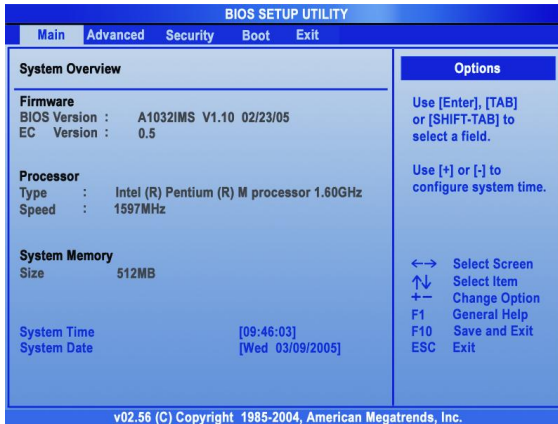 BIOS SETUP UTILITY
Main Advanced Security Boot Exit
System Overview
Firmware
BIOS Version : A1032IMS V1.10 02/23/05
EC Version : 0.5
Processor
Type : Intel (R) Pentium (R) M processor 1.60GHz
Speed : 1597MHz
System Memory
Size 512MB
System Time [09:46:03]
System Date [Wed 03/09/2005]
Options
Use [Enter], [TAB]
or [SHIFT-TAB] to
select a field.
Use [+] or [-] to
configure system time.
←→ Select Screen
↑↓ Select Item
+− Change Option
F1 General Help
F10 Save and Exit
ESC Exit
v02.56 (C) Copyright 1985-2004, American Megatrends, Inc.